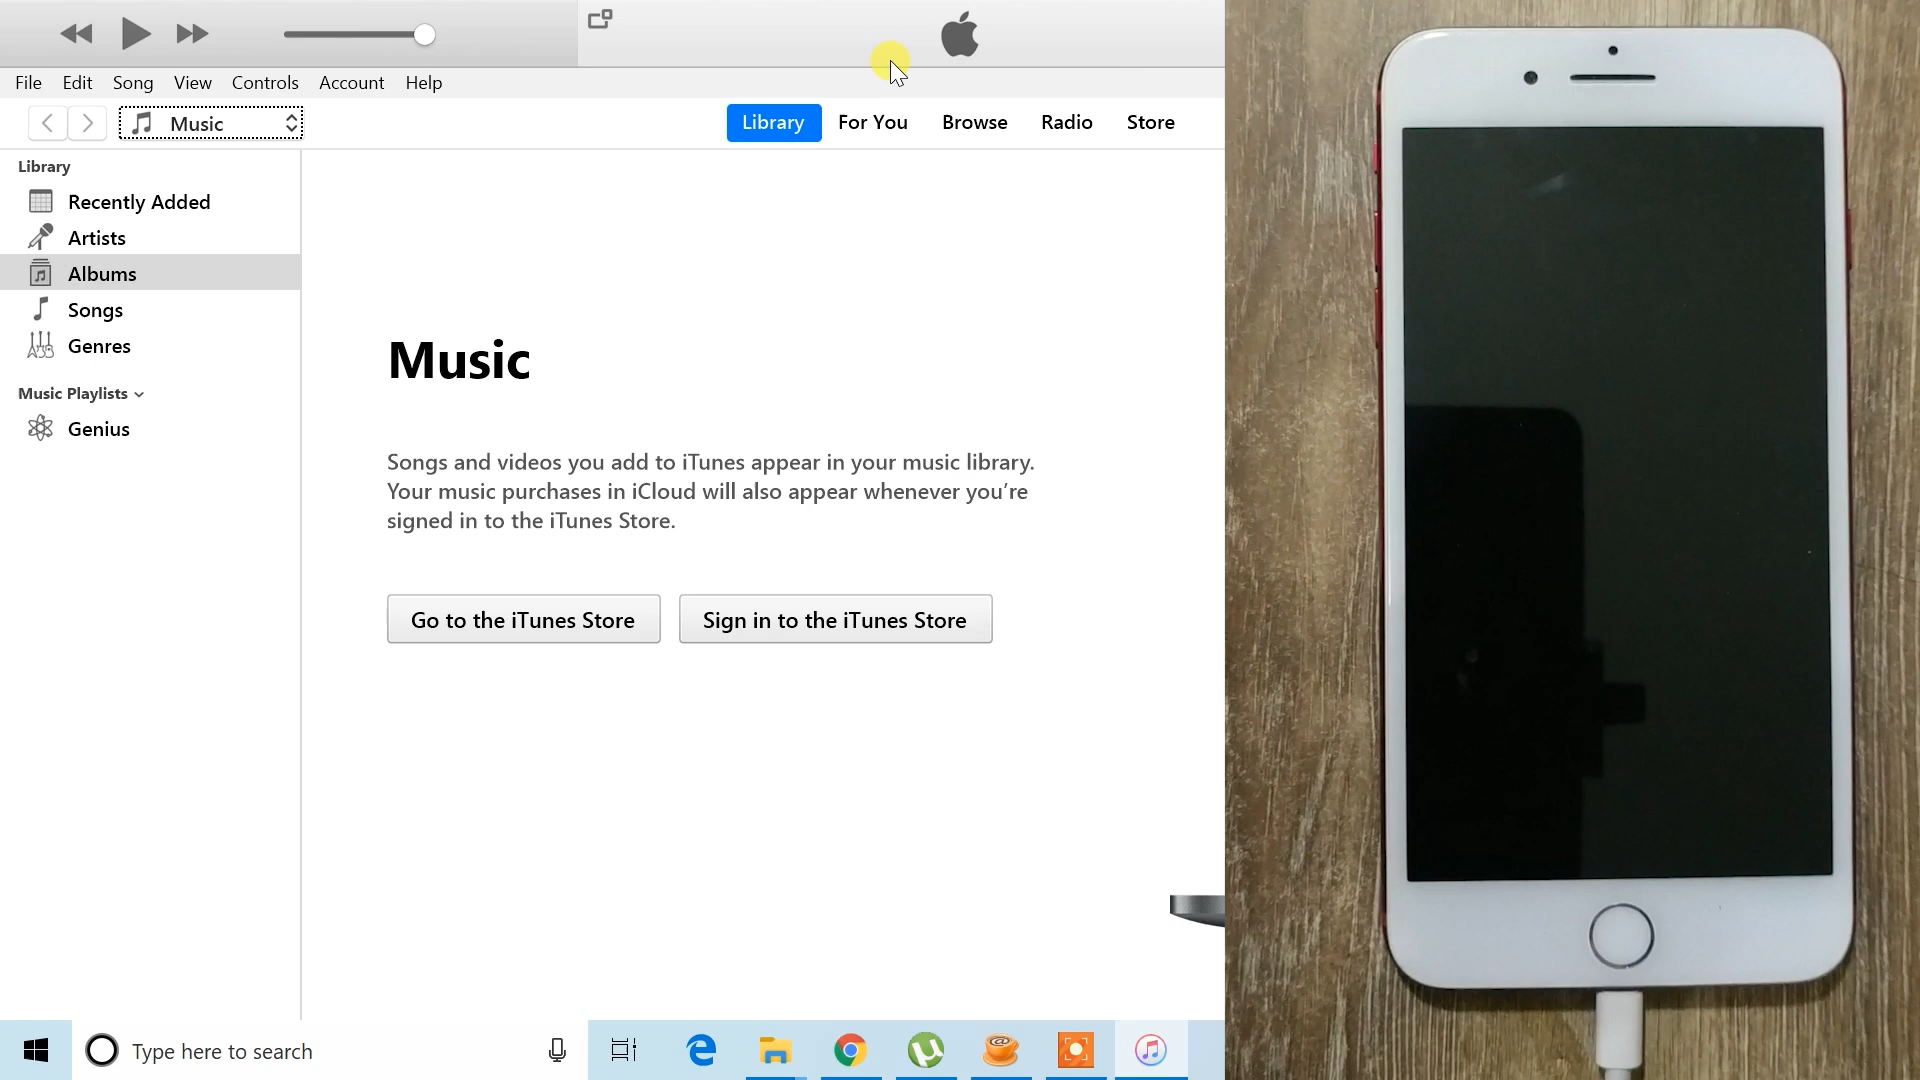 File Edit Song View Controls Account Help
Music
Library For You Browse Radio Store
Library
Recently Added
Artists
Albums
Songs
Genres
Music Playlists
Genius
Music
Songs and videos you add to iTunes appear in your music library.
Your music purchases in iCloud will also appear whenever you're
signed in to the iTunes Store.
Go to the iTunes Store
Sign in to the iTunes Store
Type here to search